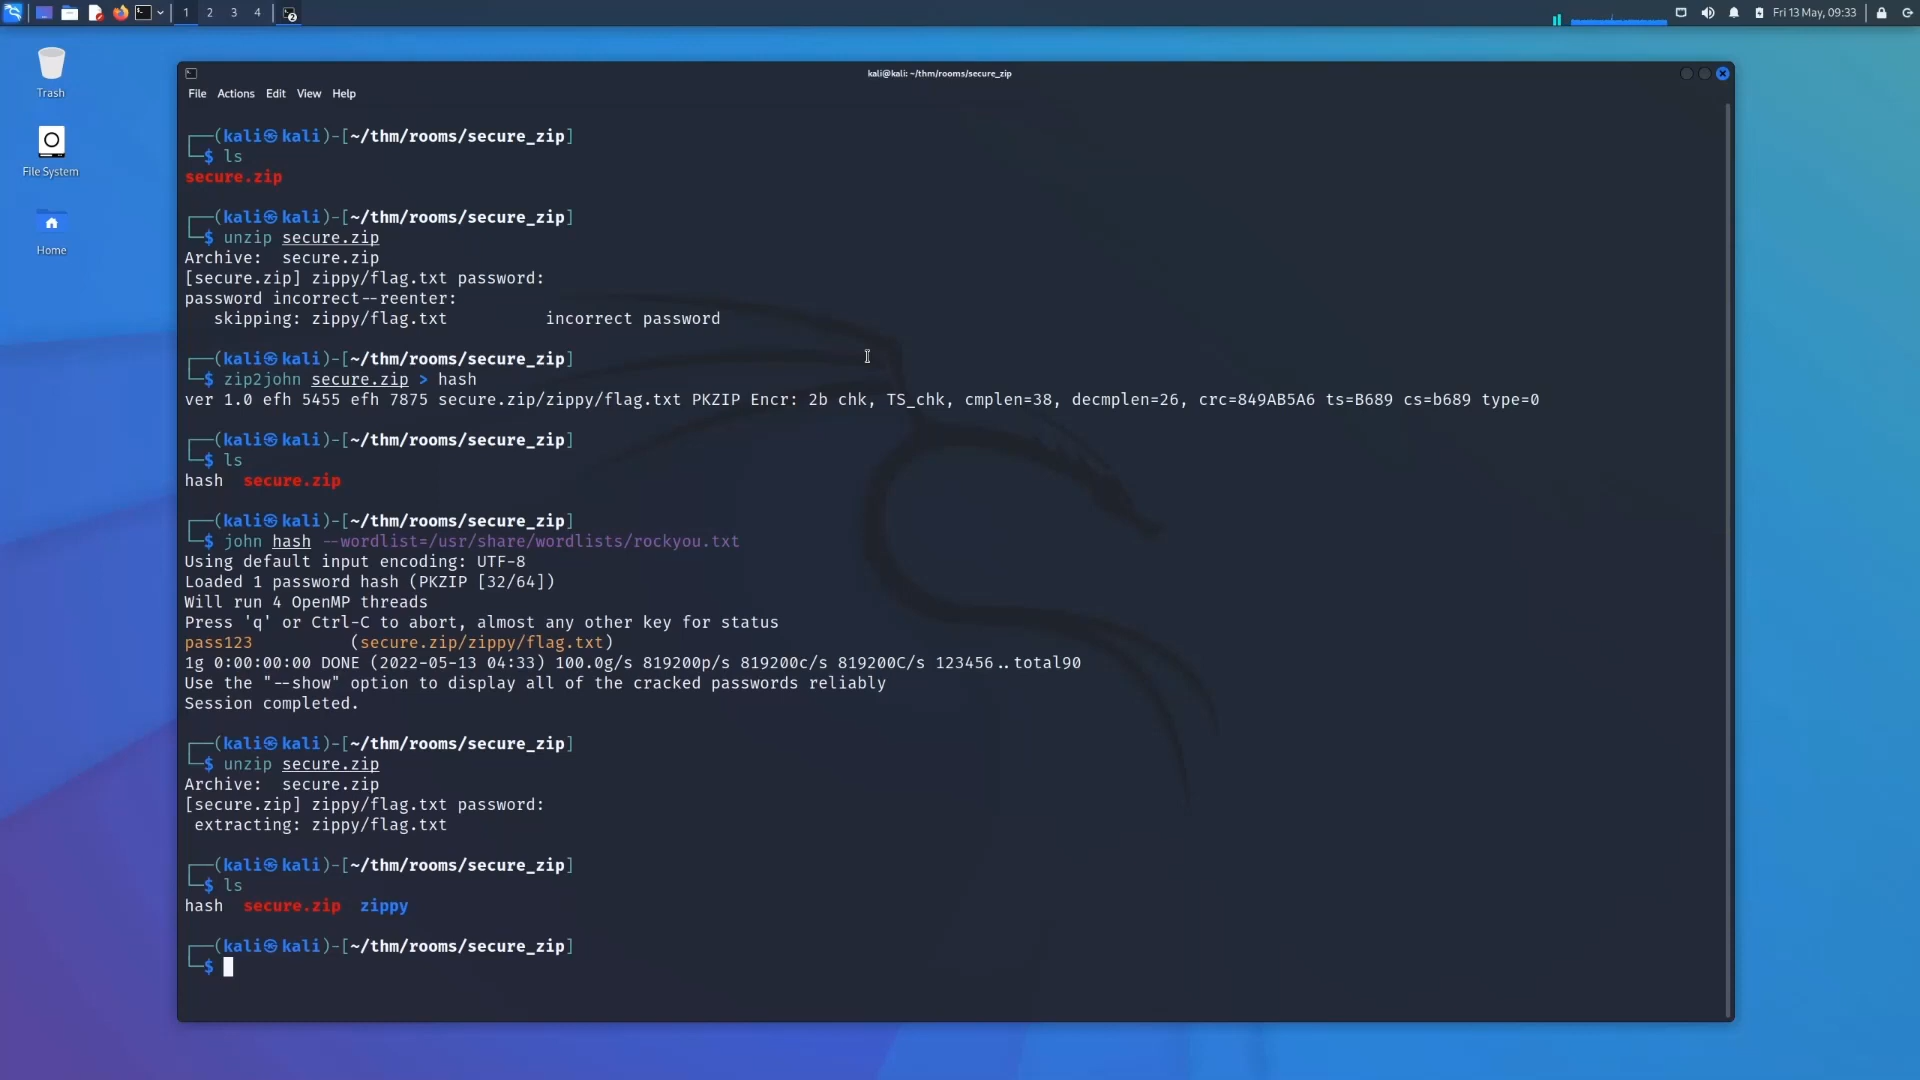 1 2 3 4
Fri 13 May, 09:33
Trash
File System
Home
kali@kali: ~/thm/rooms/secure_zip
File Actions Edit View Help
┌──(kali㉿kali)-[~/thm/rooms/secure_zip]
└─$ ls
secure.zip
┌──(kali㉿kali)-[~/thm/rooms/secure_zip]
└─$ unzip secure.zip
Archive:  secure.zip
[secure.zip] zippy/flag.txt password:
password incorrect--reenter:
   skipping: zippy/flag.txt          incorrect password
┌──(kali㉿kali)-[~/thm/rooms/secure_zip]
└─$ zip2john secure.zip > hash
ver 1.0 efh 5455 efh 7875 secure.zip/zippy/flag.txt PKZIP Encr: 2b chk, TS_chk, cmplen=38, decmplen=26, crc=849AB5A6 ts=B689 cs=b689 type=0
┌──(kali㉿kali)-[~/thm/rooms/secure_zip]
└─$ ls
hash  secure.zip
┌──(kali㉿kali)-[~/thm/rooms/secure_zip]
└─$ john hash --wordlist=/usr/share/wordlists/rockyou.txt
Using default input encoding: UTF-8
Loaded 1 password hash (PKZIP [32/64])
Will run 4 OpenMP threads
Press 'q' or Ctrl-C to abort, almost any other key for status
pass123          (secure.zip/zippy/flag.txt)
1g 0:00:00:00 DONE (2022-05-13 04:33) 100.0g/s 819200p/s 819200c/s 819200C/s 123456..total90
Use the "--show" option to display all of the cracked passwords reliably
Session completed.
┌──(kali㉿kali)-[~/thm/rooms/secure_zip]
└─$ unzip secure.zip
Archive:  secure.zip
[secure.zip] zippy/flag.txt password:
 extracting: zippy/flag.txt
┌──(kali㉿kali)-[~/thm/rooms/secure_zip]
└─$ ls
hash  secure.zip  zippy
┌──(kali㉿kali)-[~/thm/rooms/secure_zip]
└─$